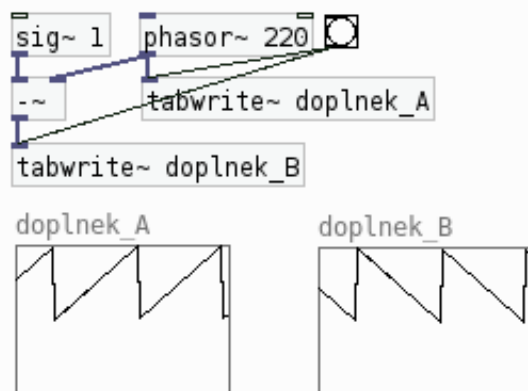 sig~ 1
phasor~ 220
-~
tabwrite~ doplnek_A
tabwrite~ doplnek_B
doplnek_A
doplnek_B